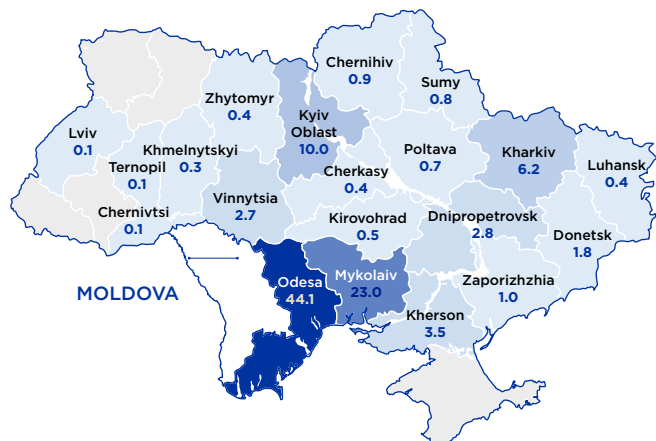 Chernihiv
0.9
Sumy
0.8
Zhytomyr
0.4
Kyiv
Oblast
10.0
Lviv
0.1
Ternopil
0.1
Khmelnytskyi
0.3
Chernivtsi
0.1
Vinnytsia
2.7
Cherkasy
0.4
Poltava
0.7
Kharkiv
6.2
Luhansk
0.4
Kirovohrad
0.5
Dnipropetrovsk
2.8
Donetsk
1.8
MOLDOVA
Odesa
44.1
Mykolaiv
23.0
Zaporizhzhia
1.0
Kherson
3.5